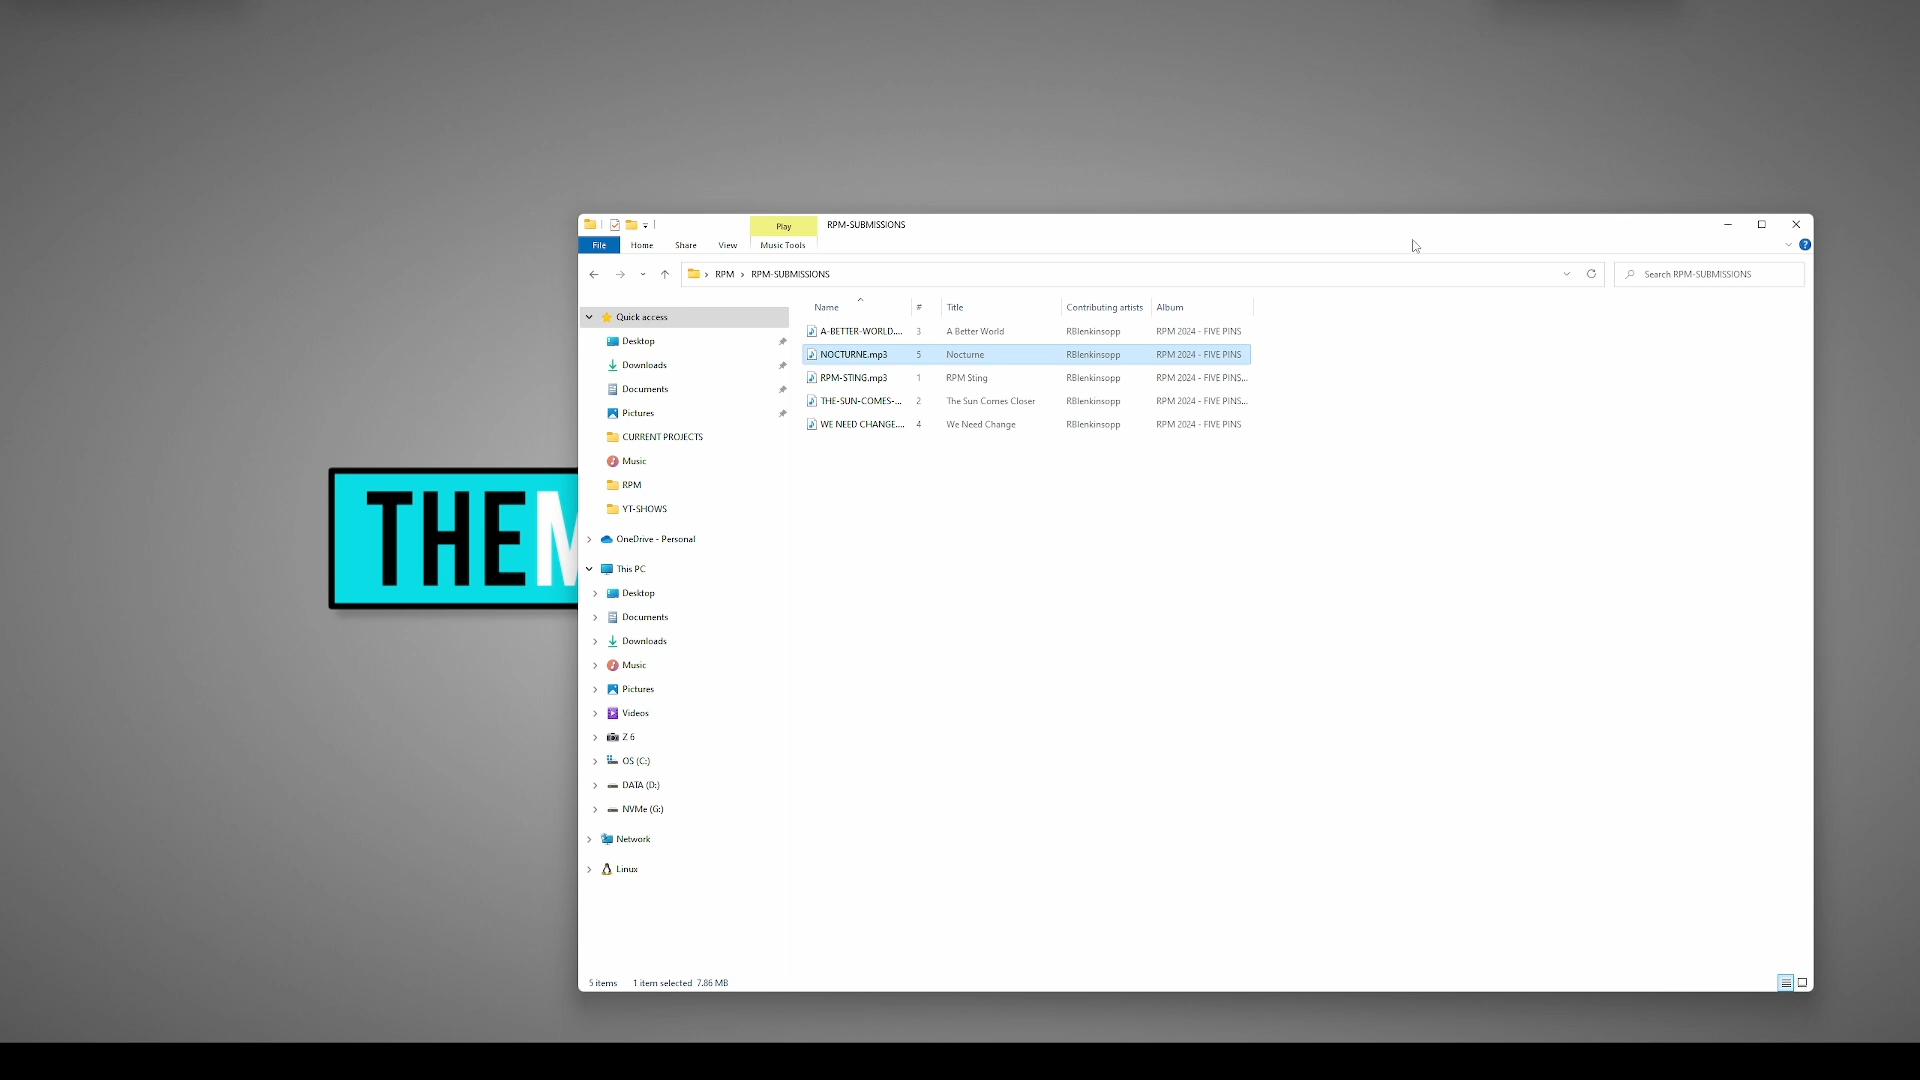 Play
RPM-SUBMISSIONS
File
Home
Share
View
Music Tools
RPM
RPM-SUBMISSIONS
Search RPM-SUBMISSIONS
Name
#
Title
Contributing artists
Album
A-BETTER-WORLD.... 3 A Better World RBlenkinsopp RPM 2024 - FIVE PINS
NOCTURNE.mp3 5 Nocturne RBlenkinsopp RPM 2024 - FIVE PINS
RPM-STING.mp3 1 RPM Sting RBlenkinsopp RPM 2024 - FIVE PINS,...
THE-SUN-COMES-... 2 The Sun Comes Closer RBlenkinsopp RPM 2024 - FIVE PINS...
WE NEED CHANGE.... 4 We Need Change RBlenkinsopp RPM 2024 - FIVE PINS
Quick access
Desktop
Downloads
Documents
Pictures
CURRENT PROJECTS
Music
RPM
YT-SHOWS
OneDrive - Personal
This PC
Desktop
Documents
Downloads
Music
Pictures
Videos
Z 6
OS (C:)
DATA (D:)
NVMe (G:)
Network
Linux
5 items
1 item selected 7.86 MB
THEM